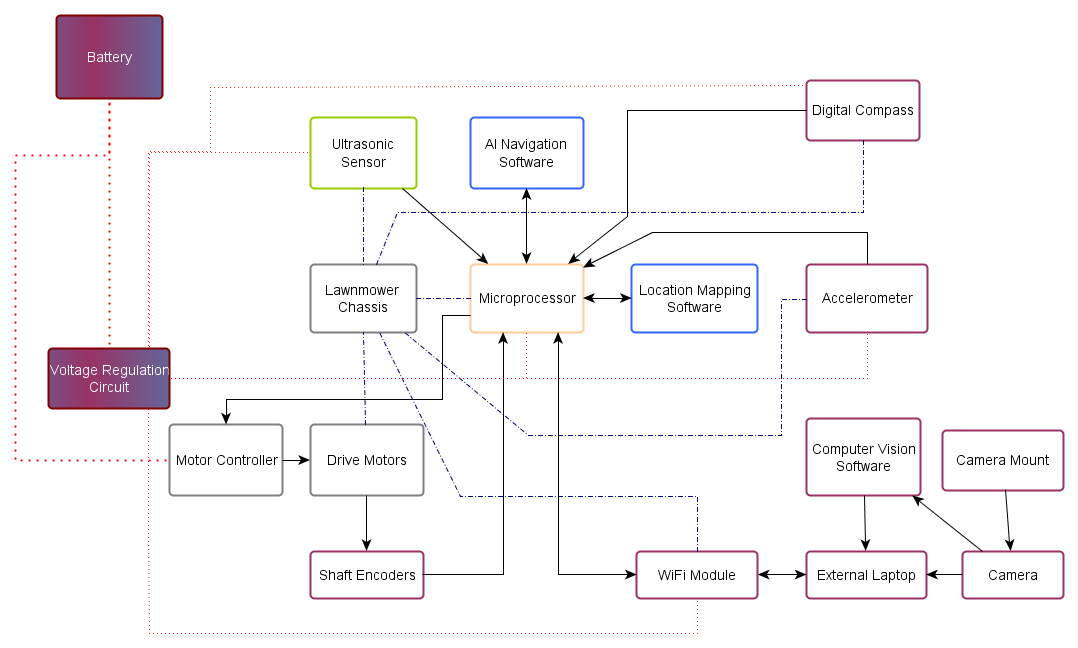 Battery
Digital Compass
Ultrasonic
Sensor
AI Navigation
Software
Lawnmower
Chassis
Microprocessor
Location Mapping
Software
Accelerometer
Voltage Regulation
Circuit
Motor Controller
Drive Motors
Computer Vision
Software
Camera Mount
Shaft Encoders
WiFi Module
External Laptop
Camera